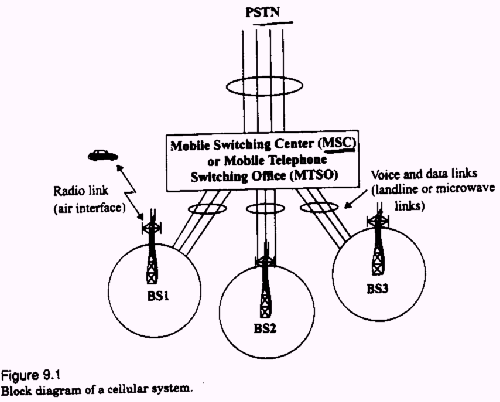 PSTN
Mobile Switching Center (MSC)
or Mobile Telephone
Switching Office (MTSO)
Radio link
(air interface)
Voice and data links
(landline or microwave
links)
BS1
BS2
BS3
Figure 9.1
Block diagram of a cellular system.